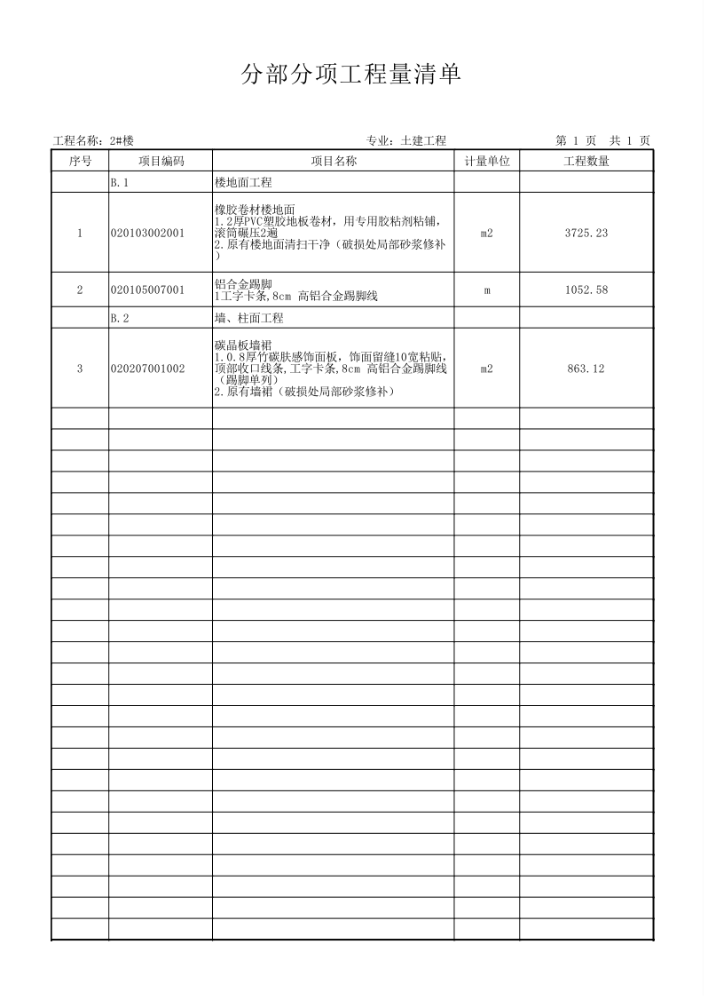 分部分项工程量清单
工程名称：2#楼 专业：土建工程 第 1 页 共 1 页
序号 项目编码 项目名称 计量单位 工程数量
B.1 楼地面工程
1 020103002001 橡胶卷材楼地面
1.2厚PVC塑胶地板卷材，用专用胶粘剂粘铺，
滚筒碾压2遍
2.原有楼地面清扫干净（破损处局部砂浆修补
） m2 3725.23
2 020105007001 铝合金踢脚
1工字卡条,8cm 高铝合金踢脚线 m 1052.58
B.2 墙、柱面工程
3 020207001002 碳晶板墙裙
1.0.8厚竹碳肤感饰面板，饰面留缝10宽粘贴，
顶部收口线条,工字卡条,8cm 高铝合金踢脚线
（踢脚单列）
2.原有墙裙（破损处局部砂浆修补） m2 863.12